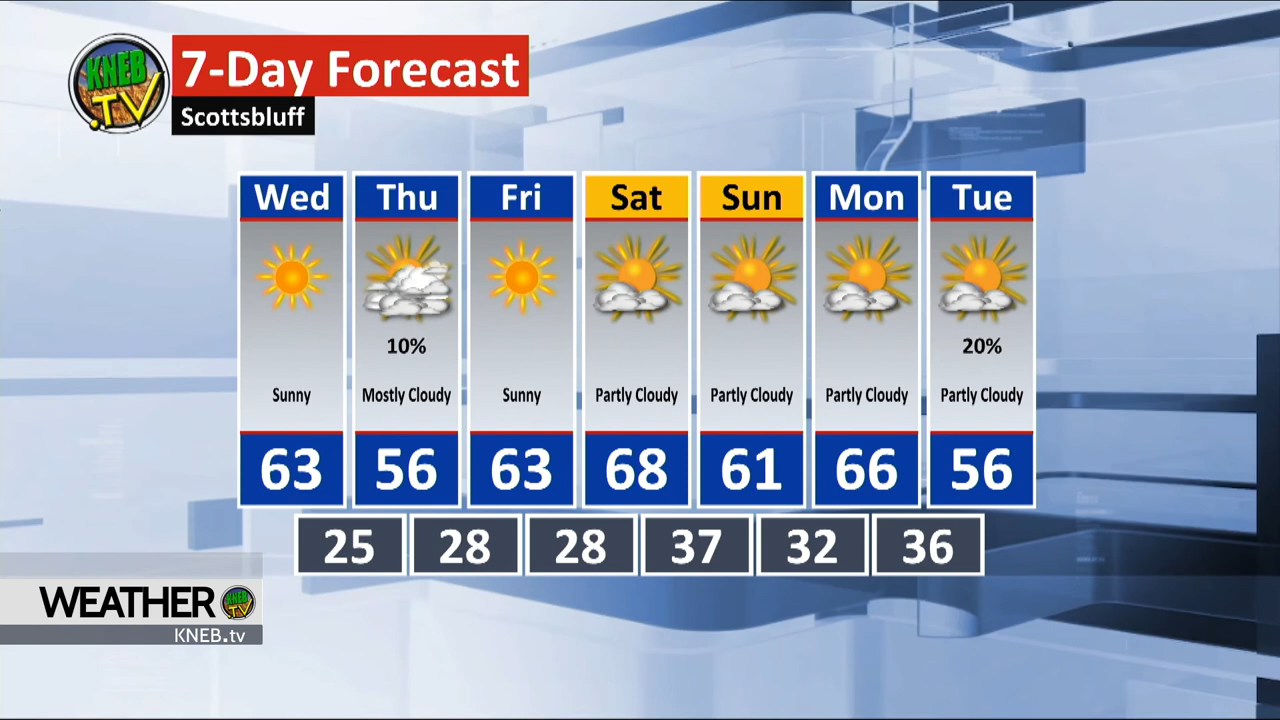 KNEB
.TV
7-Day Forecast
Scottsbluff
Wed Thu Fri Sat Sun Mon Tue
10% 20%
Sunny Mostly Cloudy Sunny Partly Cloudy Partly Cloudy Partly Cloudy Partly Cloudy
63 56 63 68 61 66 56
25 28 28 37 32 36
WEATHER KNEB .TV
KNEB.tv